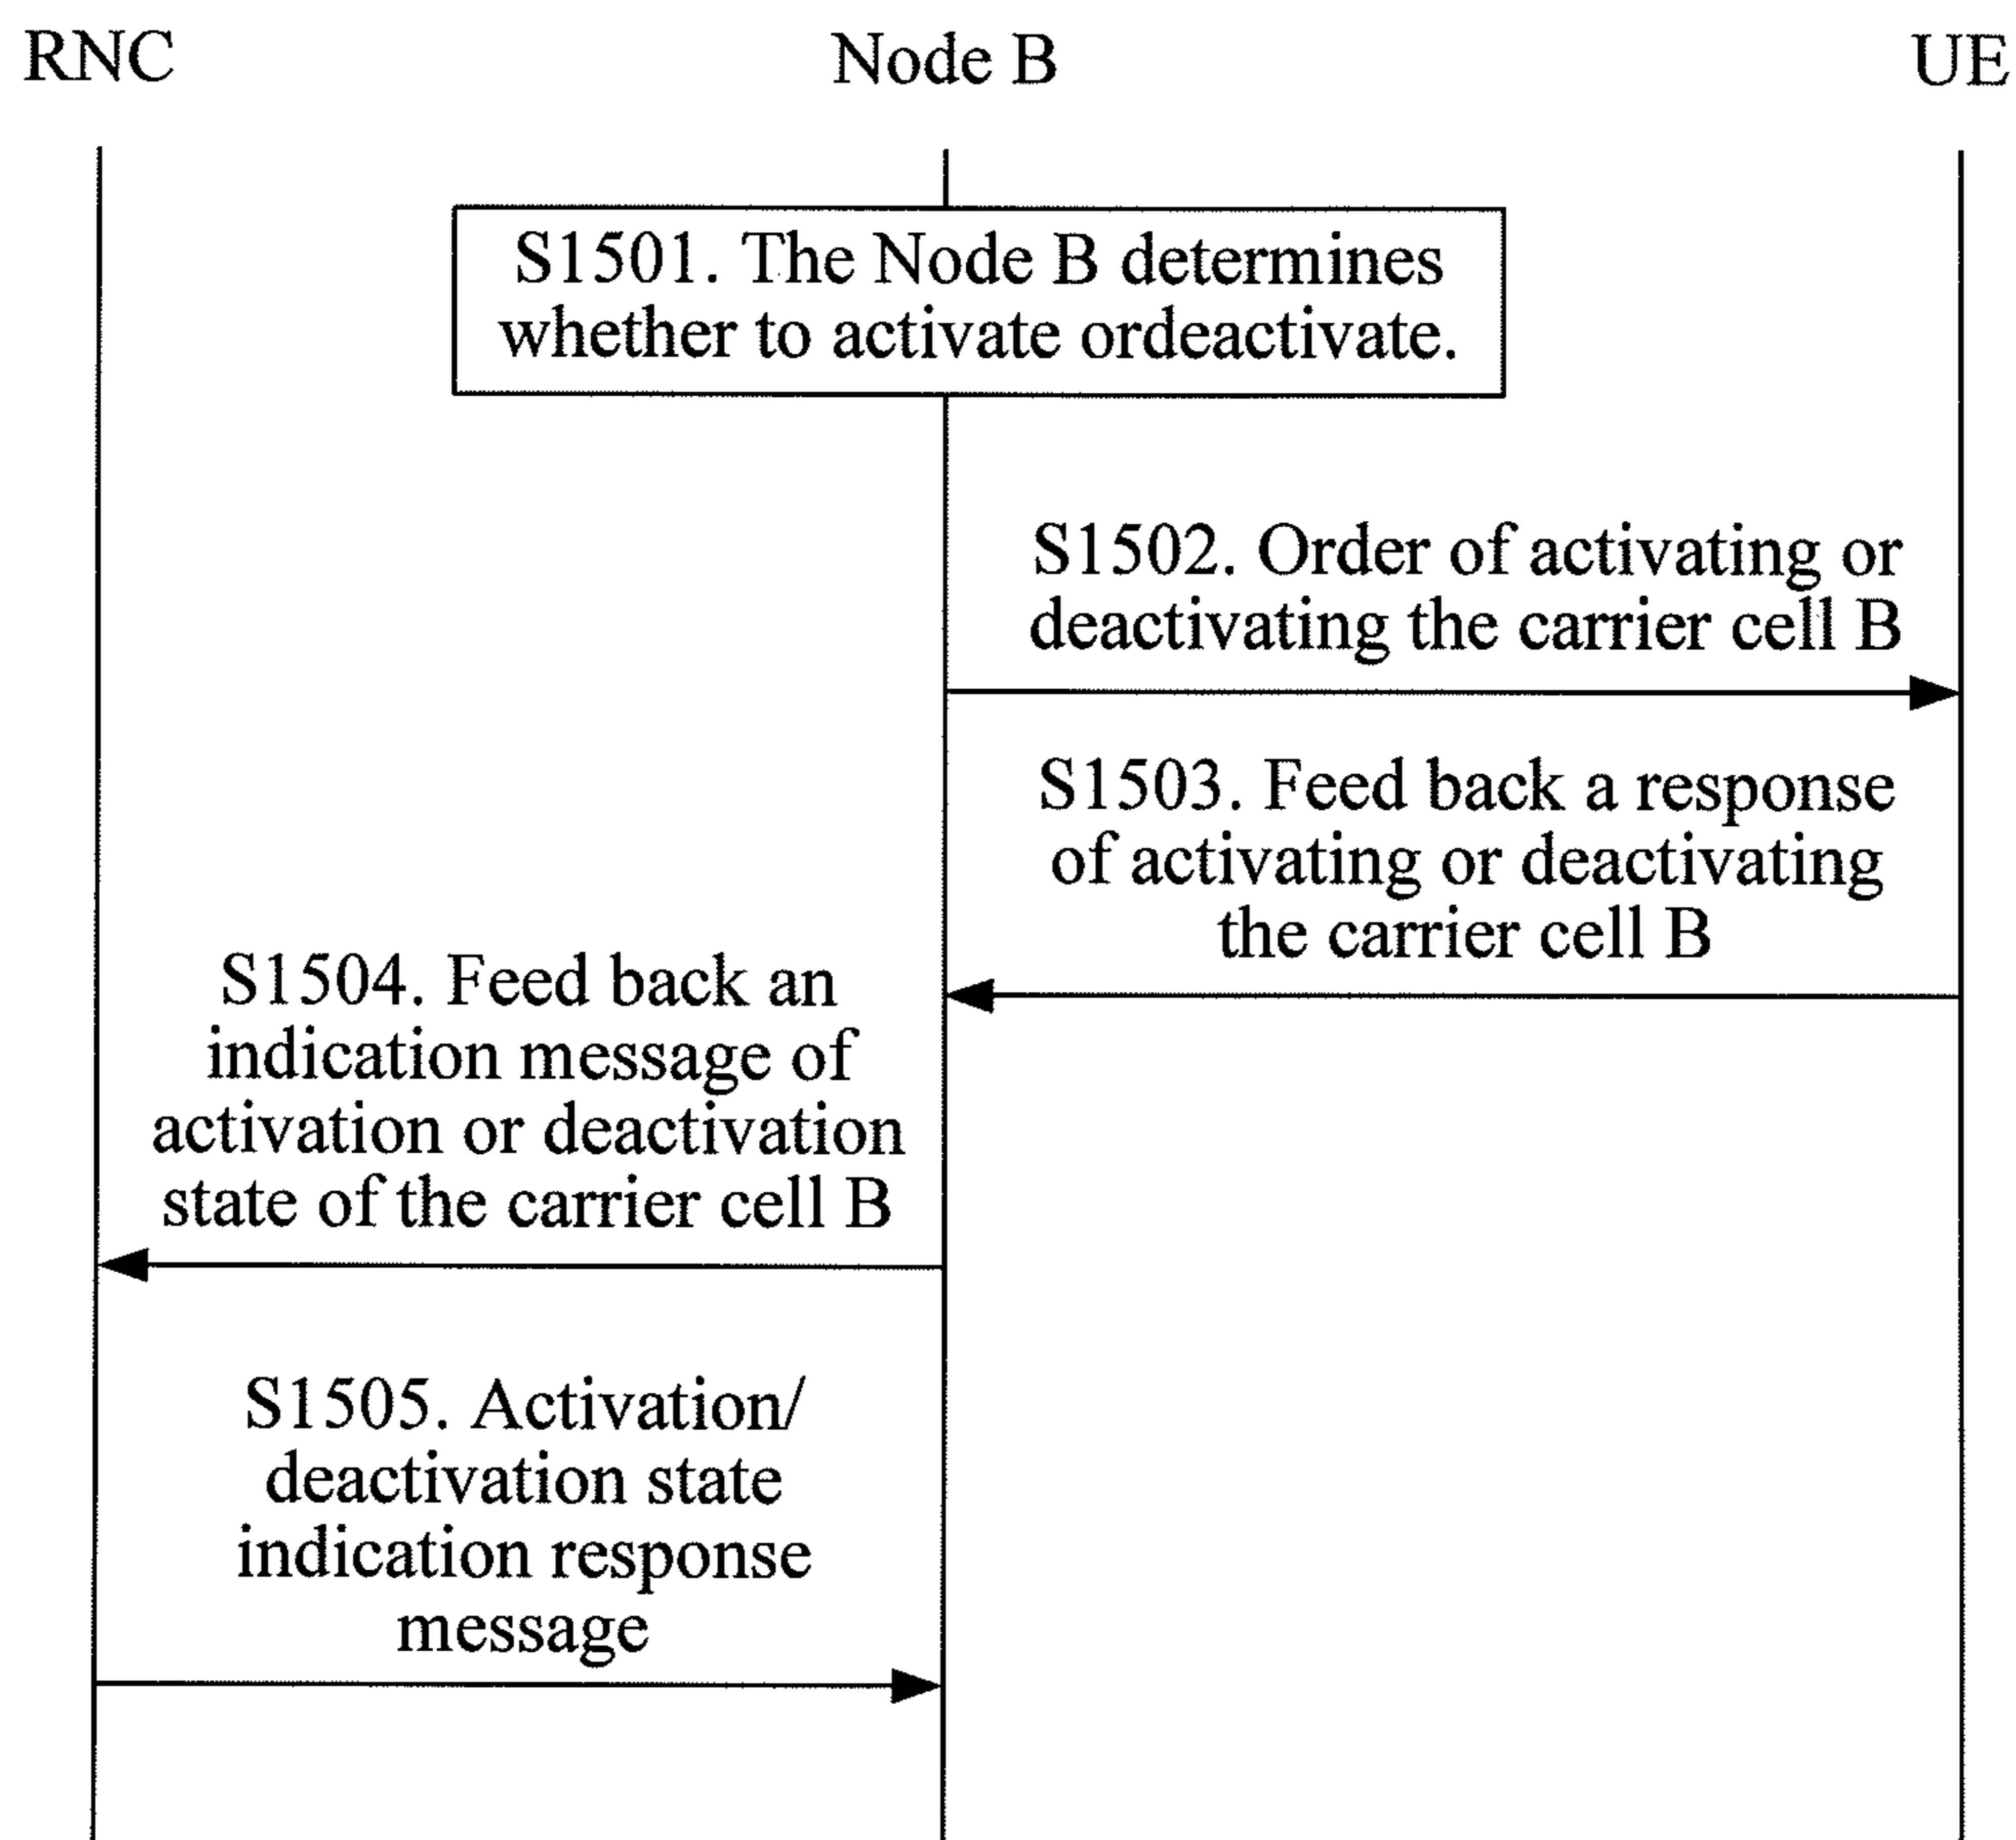 RNC
Node B
UE
S1501. The Node B determines
whether to activate ordeactivate.
S1502. Order of activating or
deactivating the carrier cell B
S1503. Feed back a response
of activating or deactivating
the carrier cell B
S1504. Feed back an
indication message of
activation or deactivation
state of the carrier cell B
S1505. Activation/
deactivation state
indication response
message